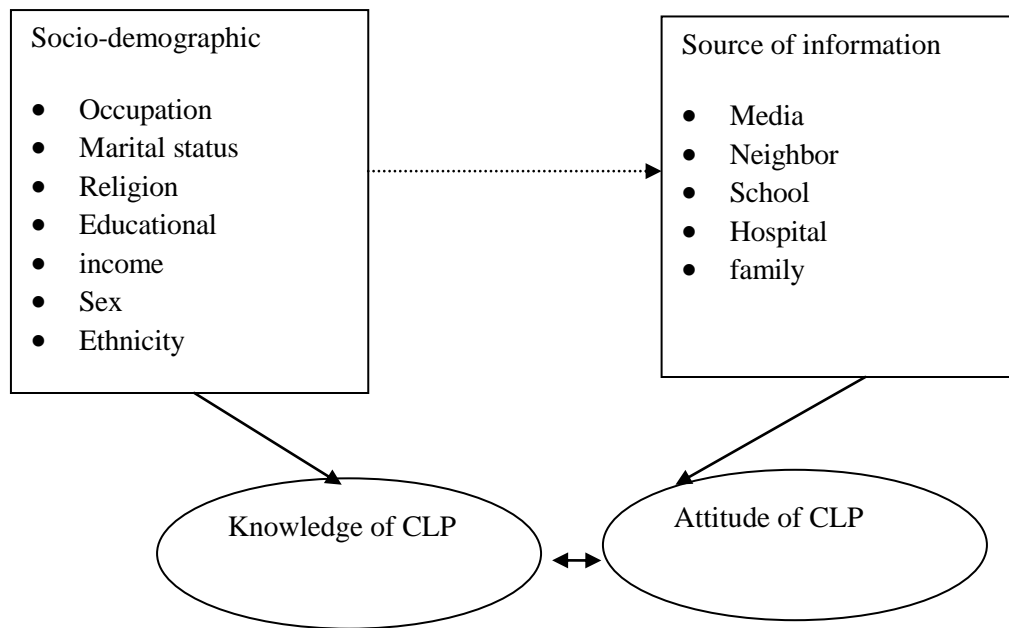 Socio-demographic
• Occupation
• Marital status
• Religion
• Educational
• income
• Sex
• Ethnicity
Source of information
• Media
• Neighbor
• School
• Hospital
• family
Knowledge of CLP
Attitude of CLP